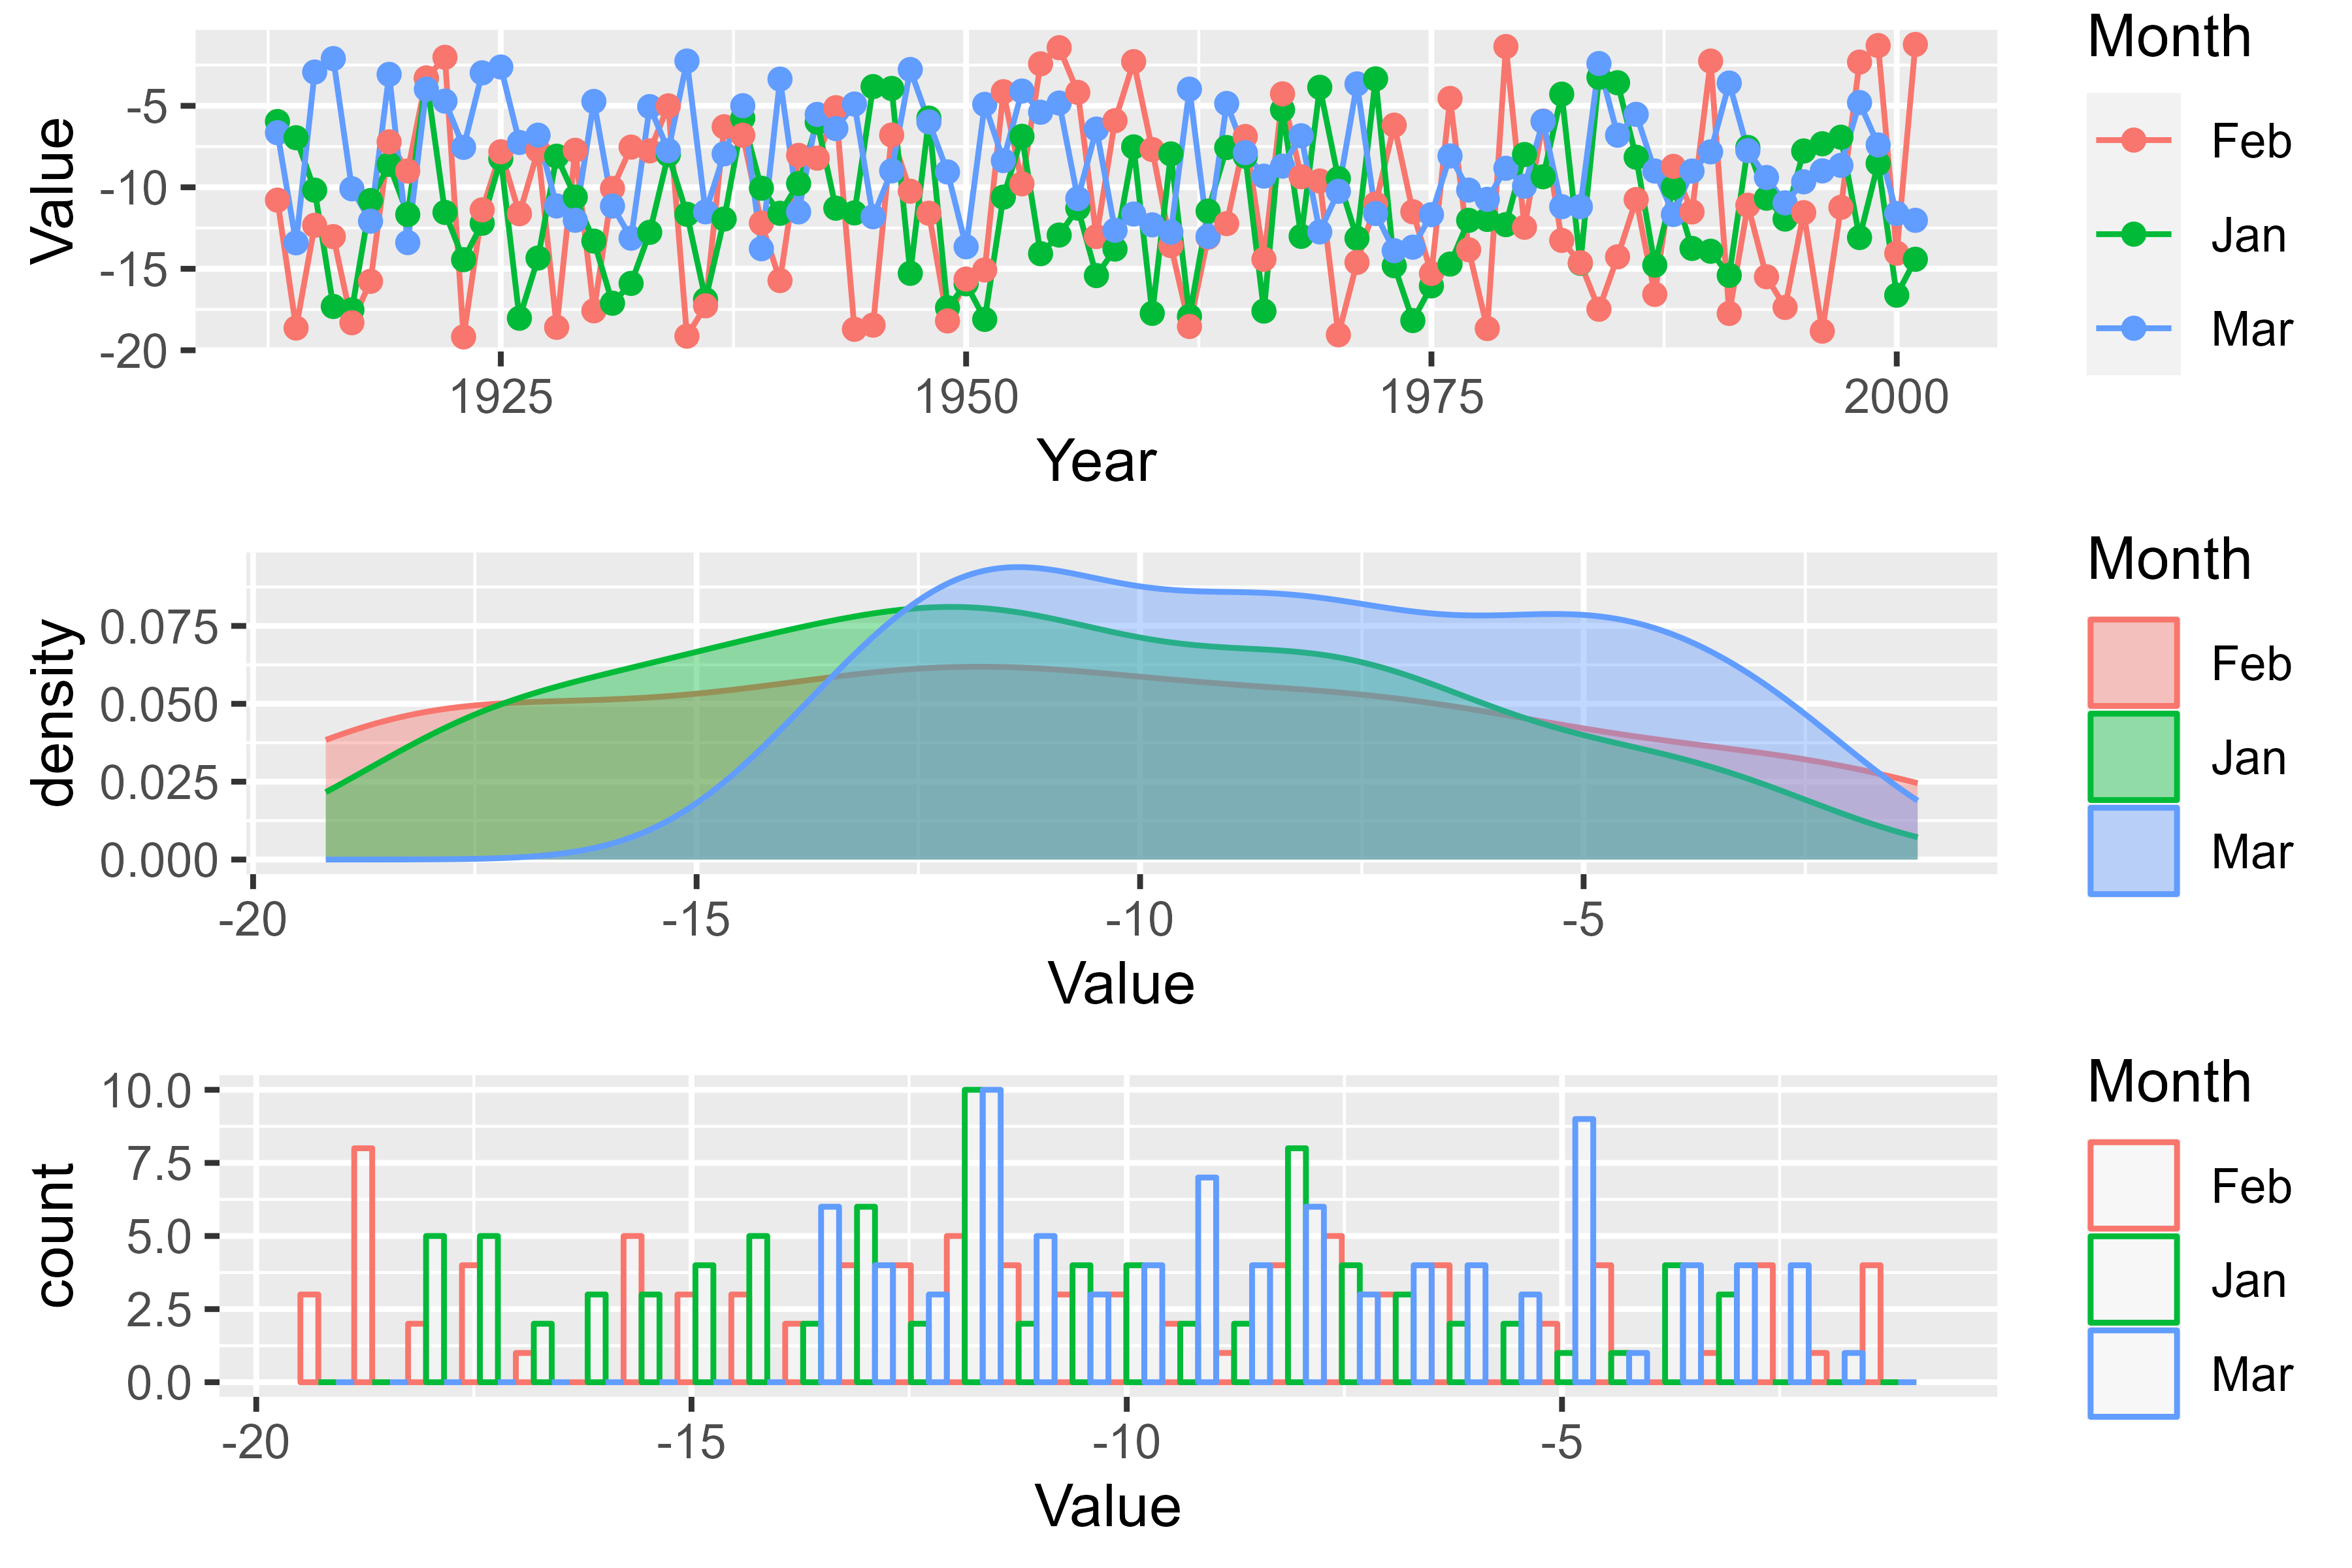 Value
-5
-10
-15
-20
1925 1950 1975 2000
Year
Month
Feb
Jan
Mar
density
0.075
0.050
0.025
0.000
-20 -15 -10 -5
Value
Month
Feb
Jan
Mar
count
10.0
7.5
5.0
2.5
0.0
-20 -15 -10 -5
Value
Month
Feb
Jan
Mar